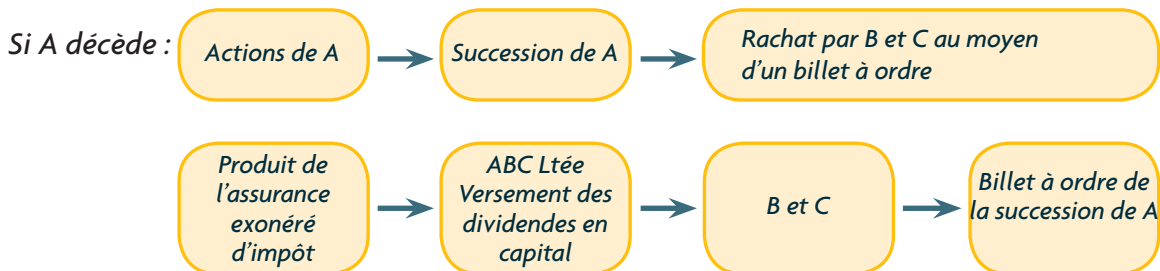 Si A décède :
Actions de A
Succession de A
Rachat par B et C au moyen
d’un billet à ordre
Produit de
l’assurance
exonéré
d’impôt
ABC Ltée
Versement des
dividendes en
capital
B et C
Billet à ordre de
la succession de A